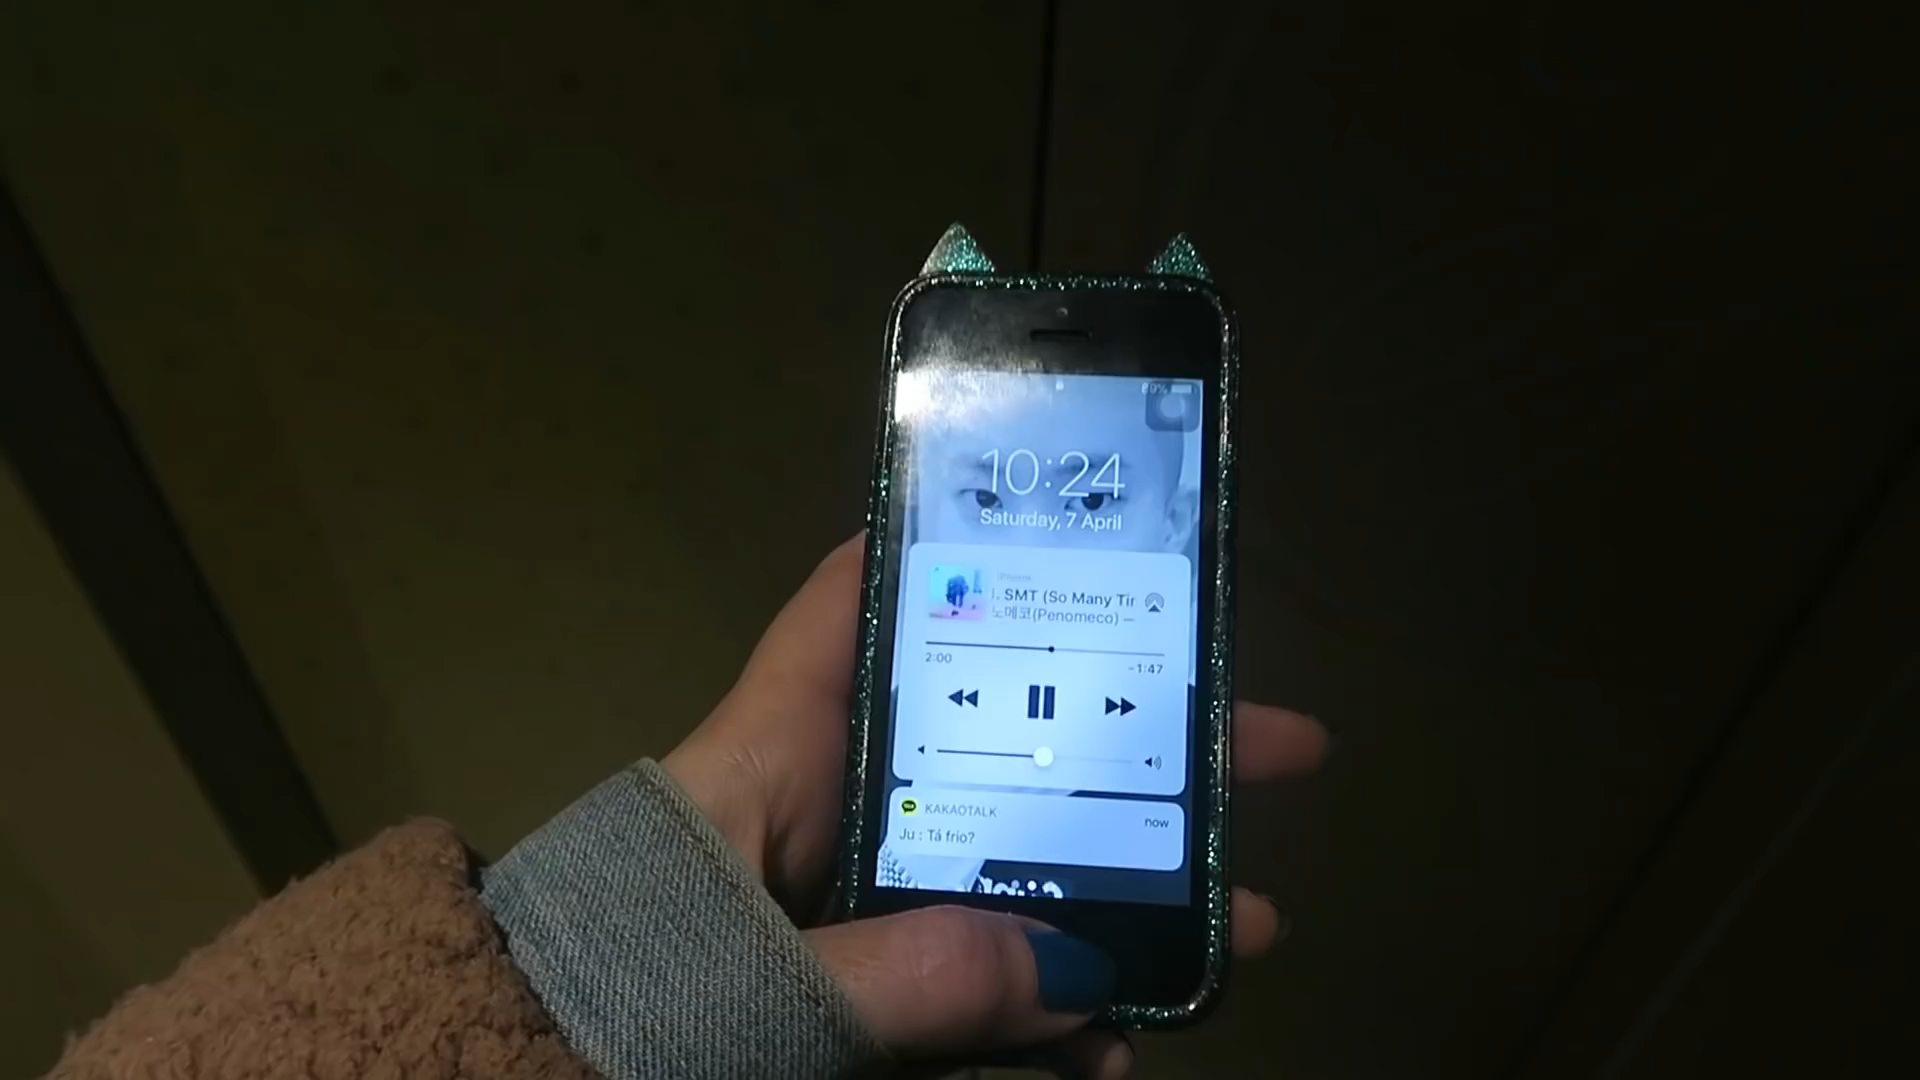 10:24
Saturday, 7 April
. SMT (So Many Tir
노메코(Penomeco) —
2:00
-1:47
KAKAOTALK
now
Ju : Tá frio?